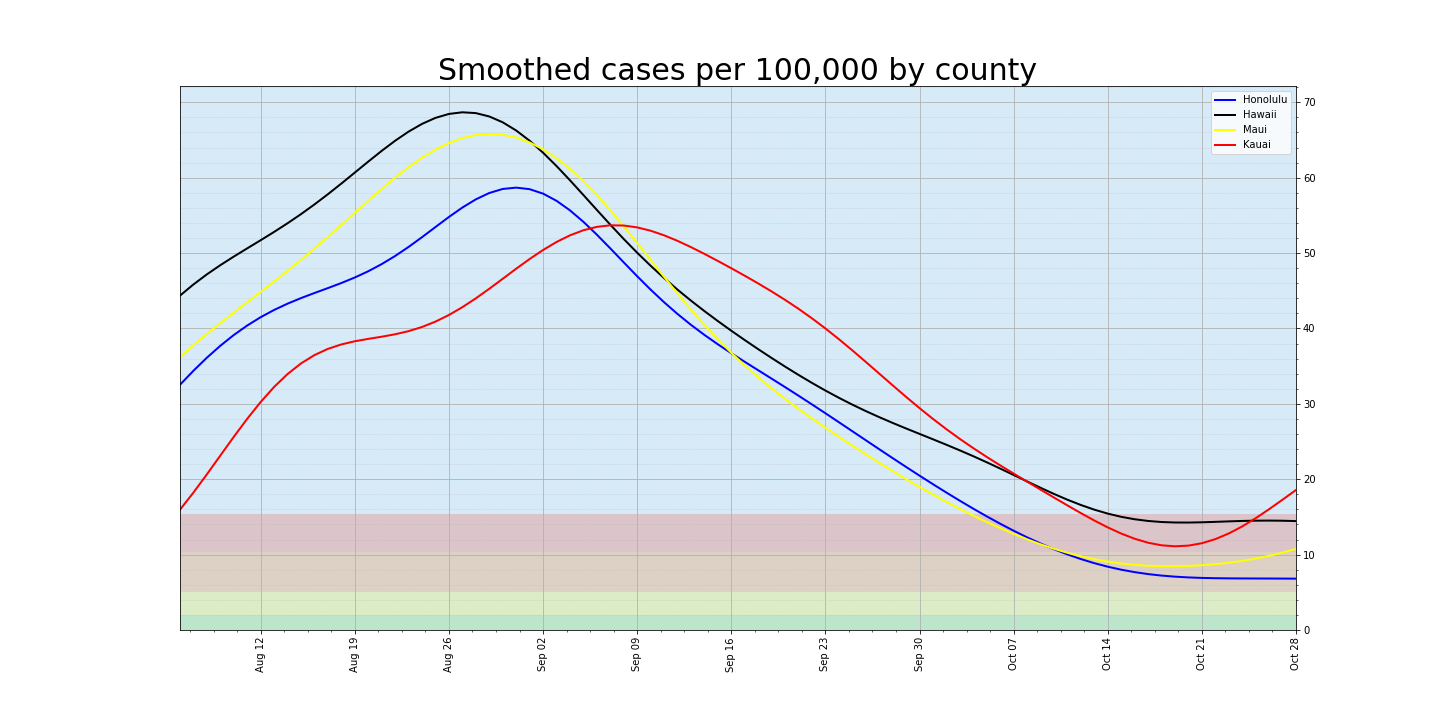 Smoothed cases per 100,000 by county
Honolulu
Hawaii
Maui
Kauai
70
60
50
40
30
20
10
0
Aug 12
Aug 19
Aug 26
Sep 02
Sep 09
Sep 16
Sep 23
Sep 30
Oct 07
Oct 14
Oct 21
Oct 28